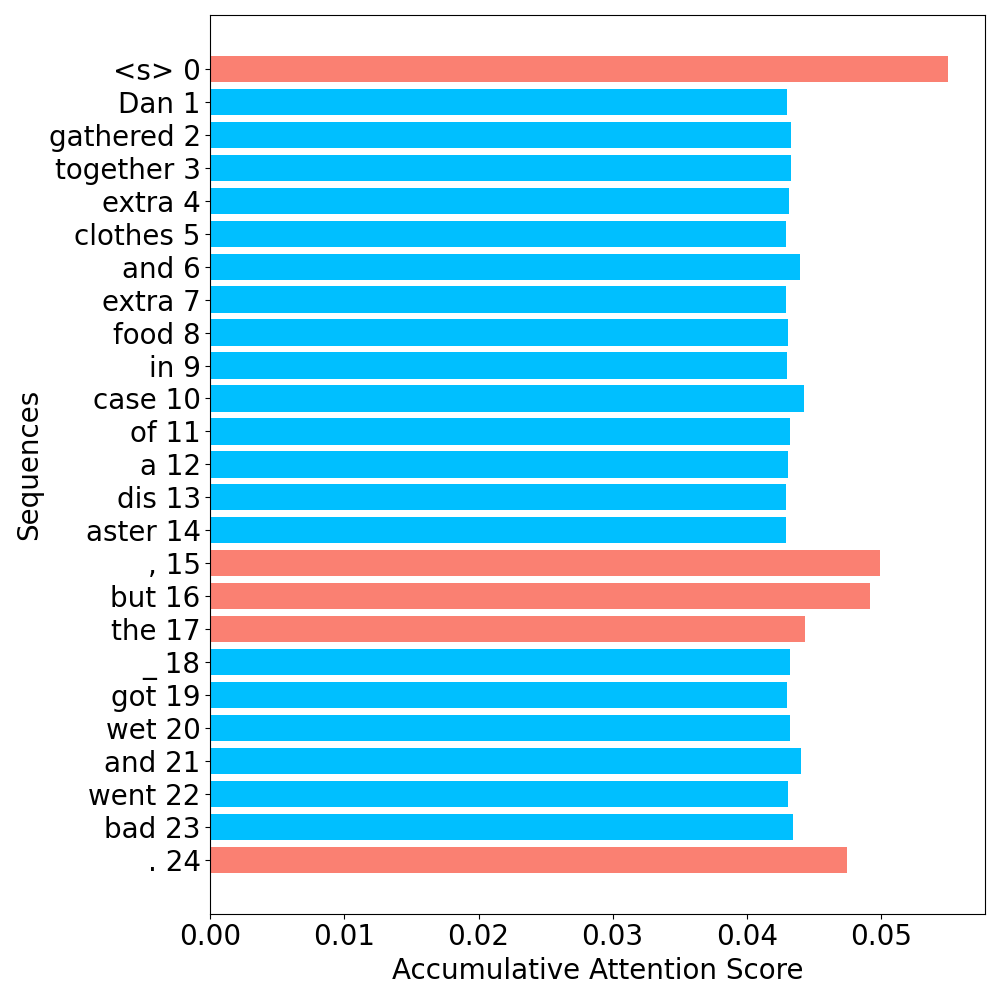 <s> 0
Dan 1
gathered 2
together 3
extra 4
clothes 5
and 6
extra 7
food 8
in 9
case 10
of 11
a 12
dis 13
aster 14
, 15
but 16
the 17
_ 18
got 19
wet 20
and 21
went 22
bad 23
. 24
Sequences
0.00 0.01 0.02 0.03 0.04 0.05
Accumulative Attention Score